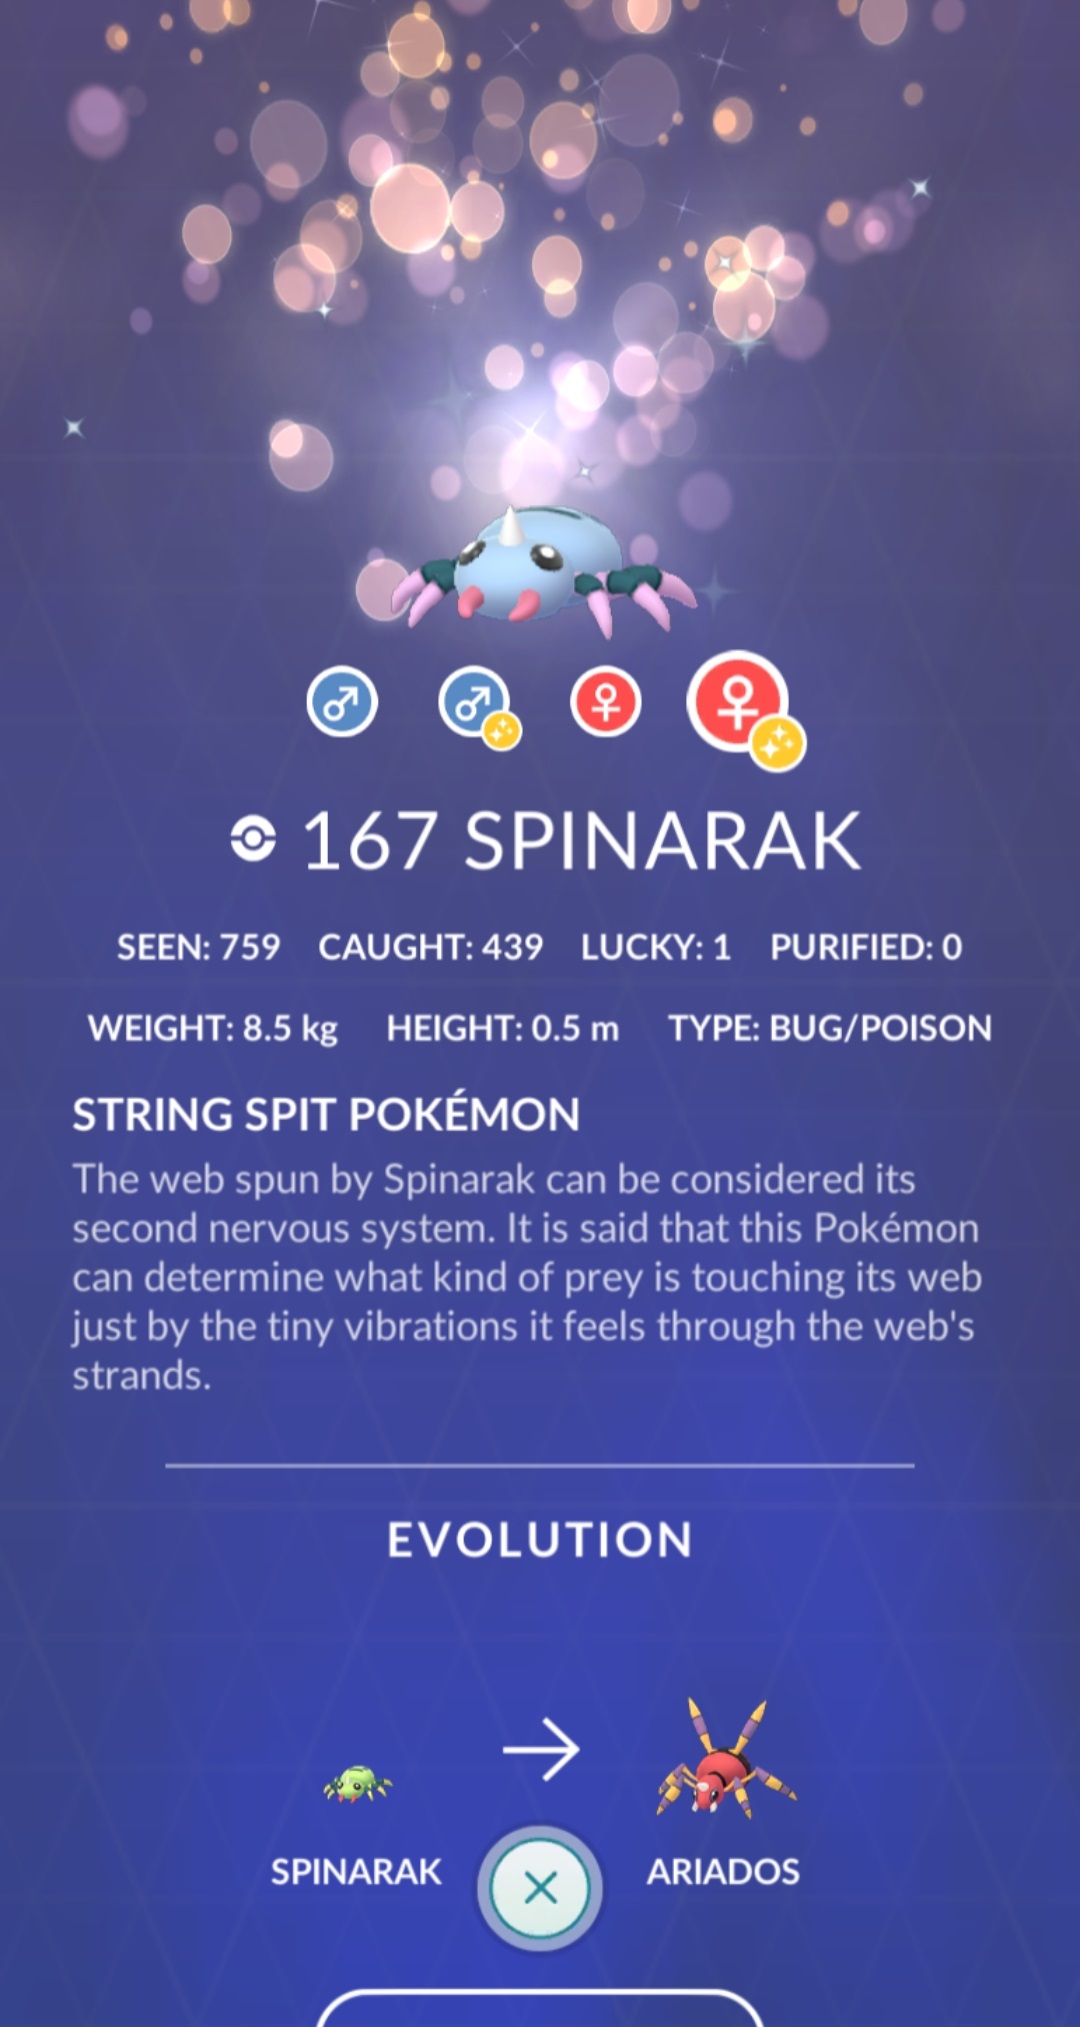 167 SPINARAK
SEEN: 759 CAUGHT: 439 LUCKY: 1 PURIFIED: 0
WEIGHT: 8.5 kg HEIGHT: 0.5 m TYPE: BUG/POISON
STRING SPIT POKÉMON
The web spun by Spinarak can be considered its
second nervous system. It is said that this Pokémon
can determine what kind of prey is touching its web
just by the tiny vibrations it feels through the web's
strands.
EVOLUTION
SPINARAK ARIADOS